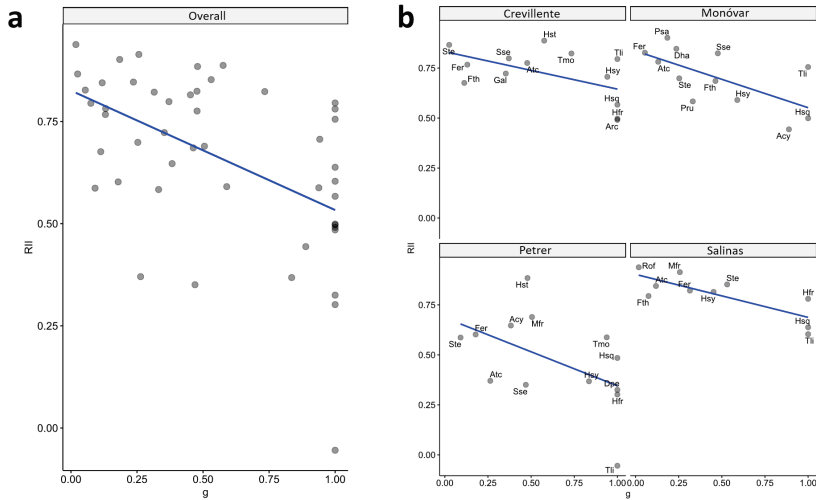 a
Overall
RII
0.75
0.50
0.25
0.00
0.00
0.25
0.50
0.75
1.00
g
b
Crevillente
Monóvar
RII
0.75
0.50
0.25
0.00
Ste
Fer
Fth
Sse
Gal
Atc
Hst
Tmo
Tli
Hsy
Hsq
Hfr
Arc
Psa
Fer
Dha
Atc
Ste
Sse
Fth
Pru
Hsy
Tli
Hsq
Acy
Petrer
Salinas
0.75
0.50
0.25
0.00
Hst
Ste
Fer
Acy
Mfr
Atc
Sse
Tmo
Hsq
Hsy
Dpe
Hfr
Tli
Rof
Mfr
Atc
Fer
Ste
Fth
Hsy
Hfr
Hsq
Tli
0.00
0.25
0.50
0.75
1.00
0.00
0.25
0.50
0.75
1.00
g